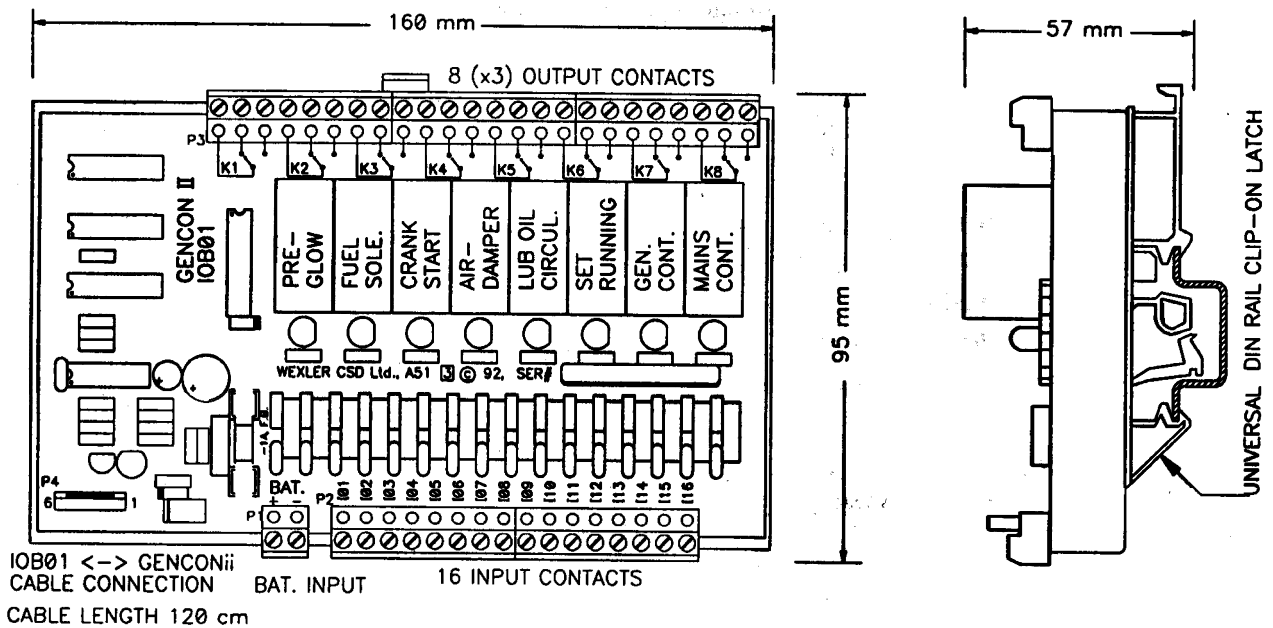 160 mm
57 mm
8 (x3) OUTPUT CONTACTS
P3
K1 K2 K3 K4 K5 K6 K7 K8
GENCON II
IOB01
PRE-
GLOW
FUEL
SOLE.
CRANK
START
AIR-
DAMPER
LUB OIL
CIRCUL.
SET
RUNNING
GEN.
CONT.
MAINS
CONT.
95 mm
UNIVERSAL DIN RAIL CLIP-ON LATCH
WEXLER CSD Ltd., A51 3 © 92, SER#
-1A F.B.
BAT.
+ -
P1
P2
I01 I02 I03 I04 I05 I06 I07 I08 I09 I10 I11 I12 I13 I14 I15 I16
P4
6 1
IOB01 <-> GENCONii
CABLE CONNECTION
BAT. INPUT
16 INPUT CONTACTS
CABLE LENGTH 120 cm